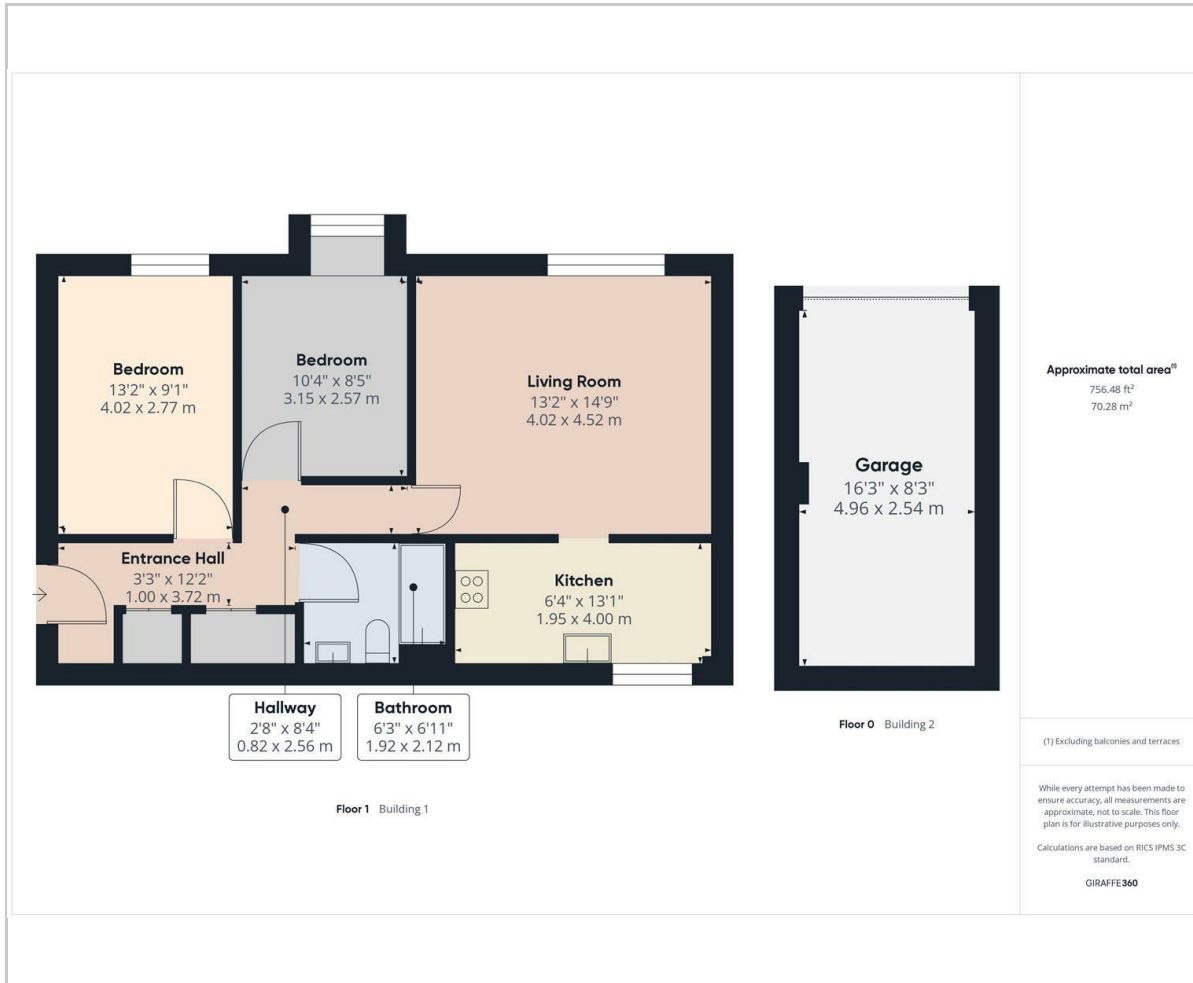 Bedroom
13'2" x 9'1"
4.02 x 2.77 m
Bedroom
10'4" x 8'5"
3.15 x 2.57 m
Living Room
13'2" x 14'9"
4.02 x 4.52 m
Entrance Hall
3'3" x 12'2"
1.00 x 3.72 m
Kitchen
6'4" x 13'1"
1.95 x 4.00 m
Hallway
2'8" x 8'4"
0.82 x 2.56 m
Bathroom
6'3" x 6'11"
1.92 x 2.12 m
Floor 1 Building 1
Garage
16'3" x 8'3"
4.96 x 2.54 m
Floor 0 Building 2
Approximate total area(1)
756.48 ft²
70.28 m²
(1) Excluding balconies and terraces
While every attempt has been made to
ensure accuracy, all measurements are
approximate, not to scale. This floor
plan is for illustrative purposes only.
Calculations are based on RICS IPMS 3C
standard.
GIRAFFE360